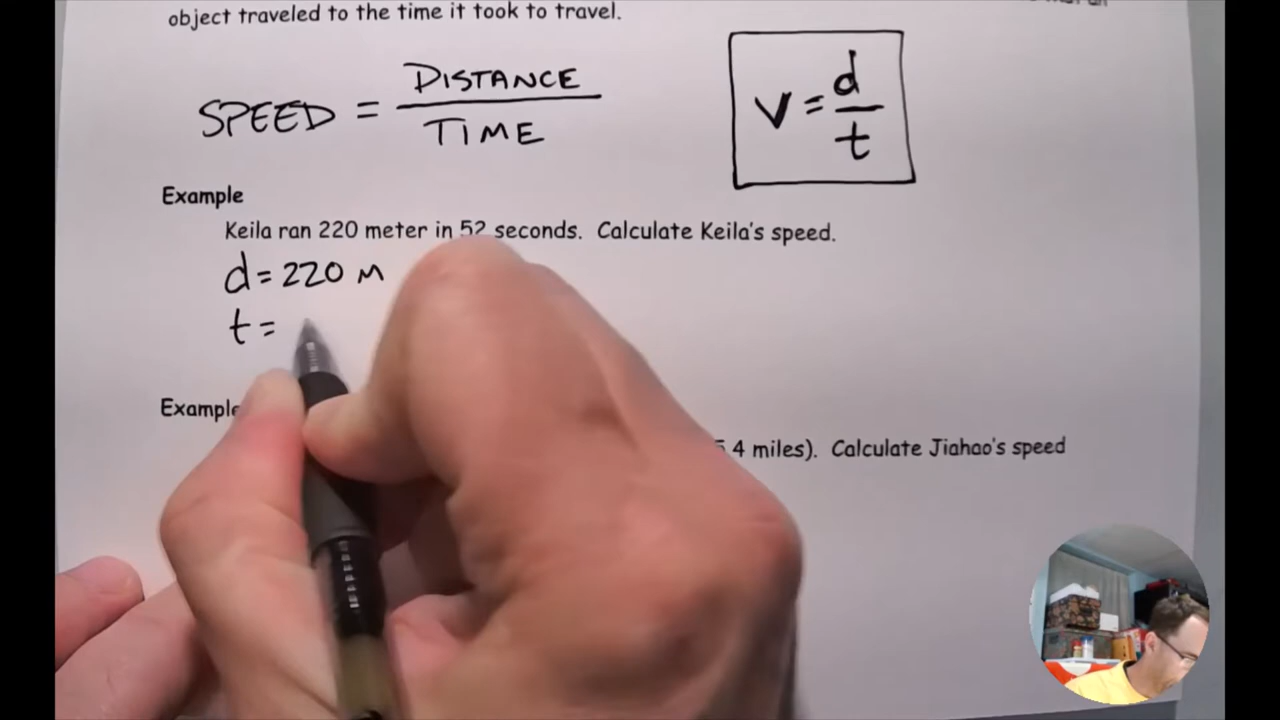 object traveled to the time it took to travel.
SPEED = DISTANCE / TIME
v = d / t
Example
Keila ran 220 meter in 52 seconds. Calculate Keila's speed.
d = 220 m
t =
Example
4 miles). Calculate Jiahao's speed